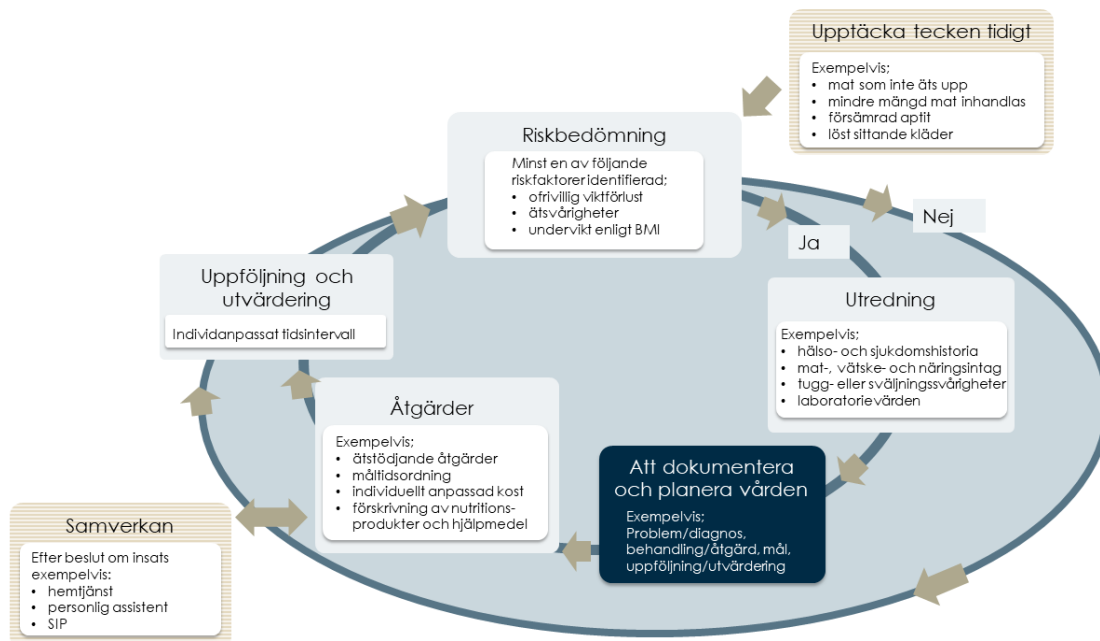 Upptäcka tecken tidigt
Exempelvis;
• mat som inte äts upp
• mindre mängd mat inhandlas
• försämrad aptit
• löst sittande kläder
Riskbedömning
Minst en av följande
riskfaktorer identifierad;
• ofrivillig viktförlust
• ätsvårigheter
• undervikt enligt BMI
Nej
Ja
Utredning
Exempelvis;
• hälso- och sjukdomshistoria
• mat-, vätske- och näringsintag
• tugg- eller sväljningssvårigheter
• laboratorievärden
Att dokumentera
och planera vården
Exempelvis;
Problem/diagnos,
behandling/åtgärd, mål,
uppföljning/utvärdering
Åtgärder
Exempelvis;
• ätstödjande åtgärder
• måltidsordning
• individuellt anpassad kost
• förskrivning av nutritions-
produkter och hjälpmedel
Samverkan
Efter beslut om insats
exempelvis:
• hemtjänst
• personlig assistent
• SIP
Uppföljning och
utvärdering
Individanpassat tidsintervall